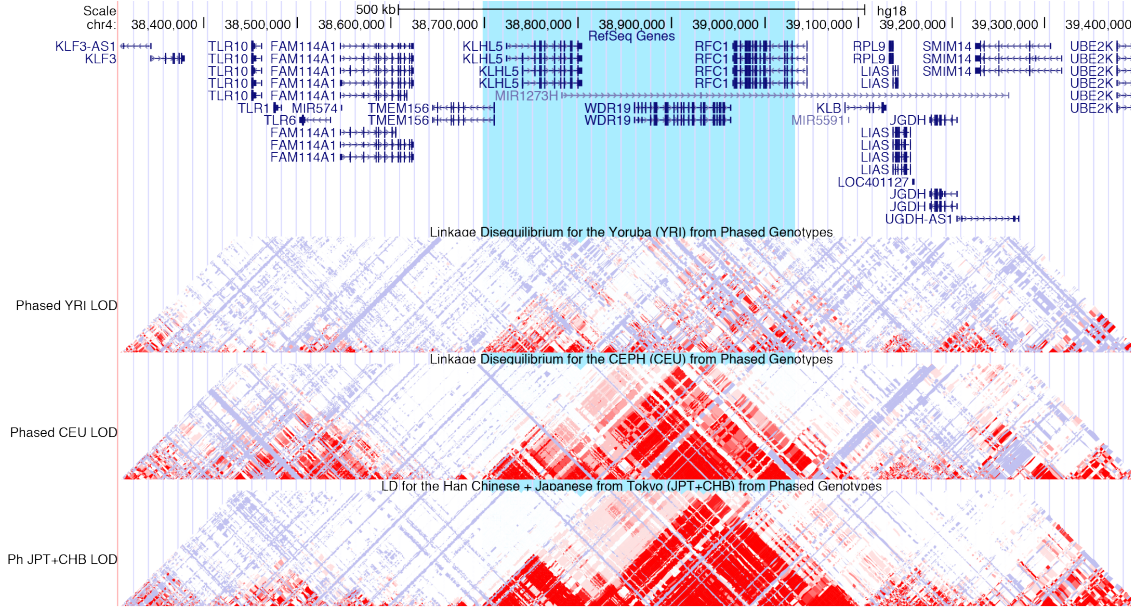 Scale 500 kb hg18
chr4: 38,400,000 38,500,000 38,600,000 38,700,000 38,800,000 38,900,000 39,000,000 39,100,000 39,200,000 39,300,000 39,400,000
RefSeq Genes
KLF3-AS1 TLR10 FAM114A1 KLHL5 RFC1 RPL9 SMIM14 UBE2K
KLF3 TLR10 FAM114A1 KLHL5 RFC1 RPL9 SMIM14 UBE2K
TLR10 FAM114A1 KLHL5 RFC1 LIAS SMIM14 UBE2K
TLR10 FAM114A1 KLHL5 RFC1 LIAS UBE2K
TLR10 FAM114A1 MIR1273H UBE2K
TLR1 MIR574 TMEM156 WDR19 KLB UBE2K
TLR6 TMEM156 WDR19 MIR5591 JGDH
FAM114A1 LIAS
FAM114A1 LIAS
FAM114A1 LIAS
LIAS
LOC401127
JGDH
JGDH
UGDH-AS1
Linkage Disequilibrium for the Yoruba (YRI) from Phased Genotypes
Phased YRI LOD
Linkage Disequilibrium for the CEPH (CEU) from Phased Genotypes
Phased CEU LOD
LD for the Han Chinese + Japanese from Tokyo (JPT+CHB) from Phased Genotypes
Ph JPT+CHB LOD